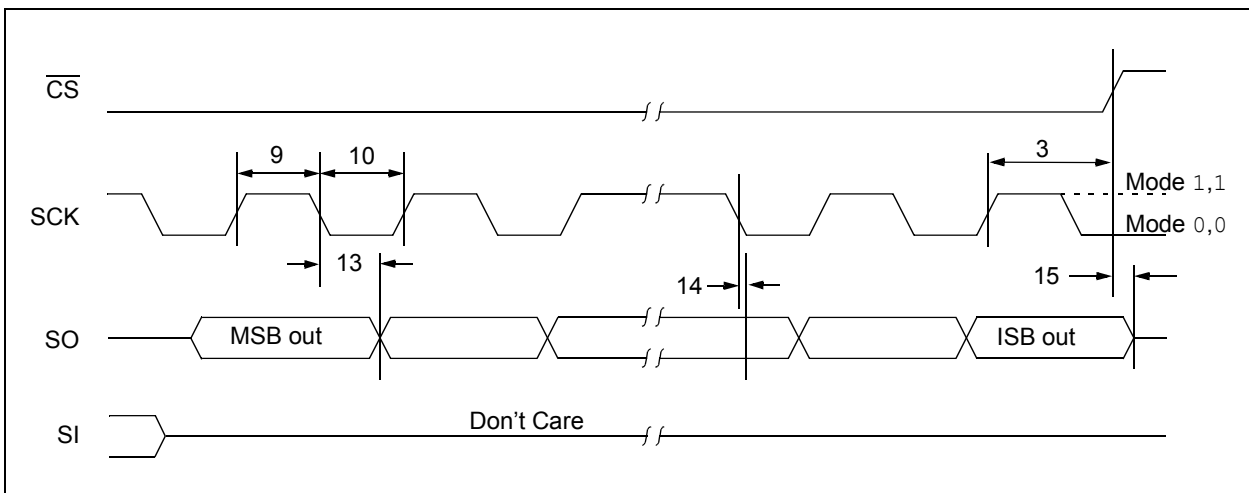 CS
9
10
3
Mode 1,1
SCK
Mode 0,0
13
14
15
SO
MSB out
ISB out
Don't Care
SI